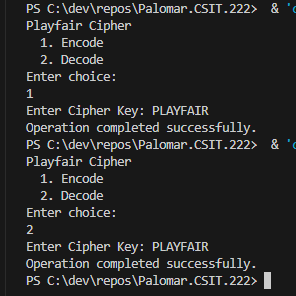 PS C:\dev\repos\Palomar.CSIT.222>  & '
Playfair Cipher
  1. Encode
  2. Decode
Enter choice:
1
Enter Cipher Key: PLAYFAIR
Operation completed successfully.
PS C:\dev\repos\Palomar.CSIT.222>  & '
Playfair Cipher
  1. Encode
  2. Decode
Enter choice:
2
Enter Cipher Key: PLAYFAIR
Operation completed successfully.
PS C:\dev\repos\Palomar.CSIT.222>